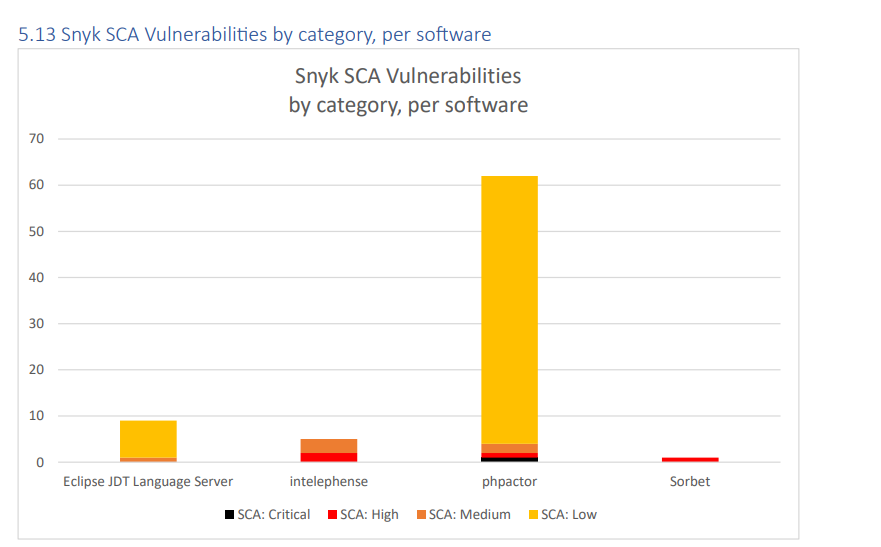 5.13 Snyk SCA Vulnerabilities by category, per software
Snyk SCA Vulnerabilities
by category, per software
70
60
50
40
30
20
10
0
Eclipse JDT Language Server intelephense phpactor Sorbet
SCA: Critical SCA: High SCA: Medium SCA: Low